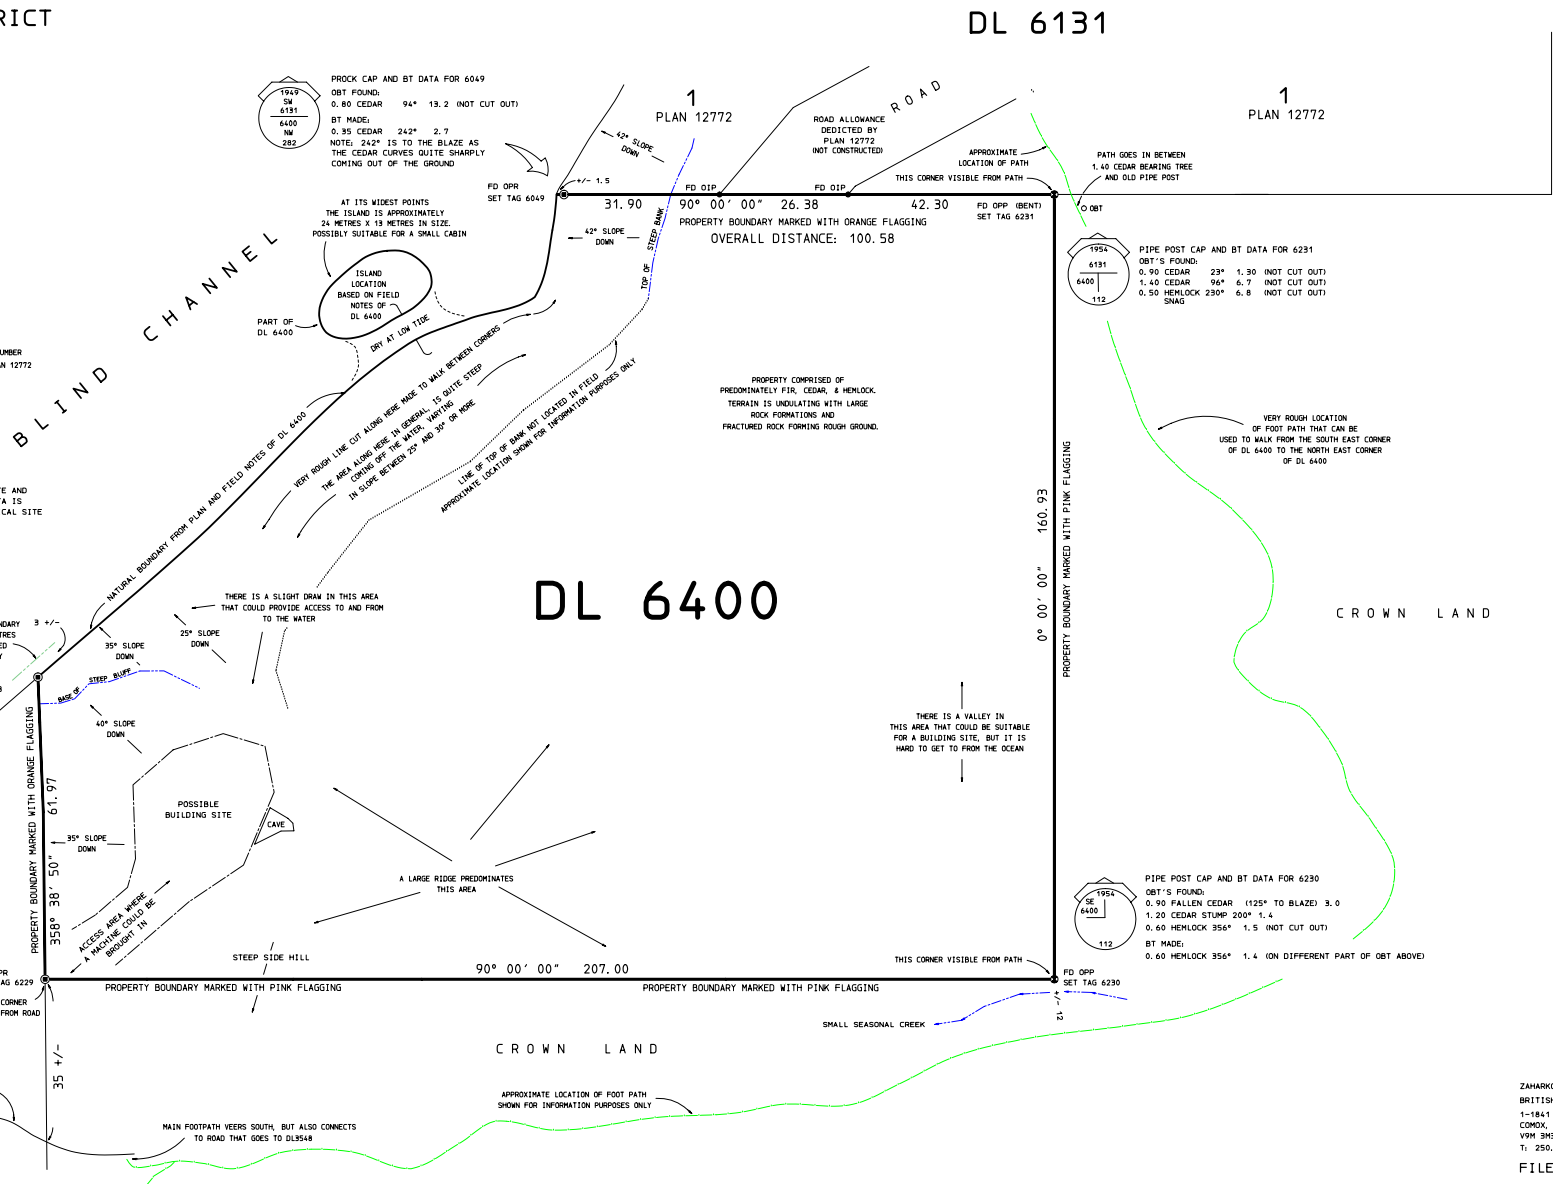 RICT
DL 6131
PROCK CAP AND BT DATA FOR 6049
OBT FOUND:
0.80 CEDAR 94° 13.2 (NOT CUT OUT)
BT MADE:
0.35 CEDAR 242° 2.7
NOTE: 242° IS TO THE BLAZE AS
THE CEDAR CURVES QUITE SHARPLY
COMING OUT OF THE GROUND
1949
SW
6131
6400
NW
282
1
PLAN 12772
ROAD
1
PLAN 12772
42° SLOPE
DOWN
ROAD ALLOWANCE
DEDICTED BY
PLAN 12772
(NOT CONSTRUCTED)
APPROXIMATE
LOCATION OF PATH
PATH GOES IN BETWEEN
1.40 CEDAR BEARING TREE
AND OLD PIPE POST
THIS CORNER VISIBLE FROM PATH
FD OPR
SET TAG 6049
+/- 1.5
FD OIP
FD OIP
31.90 90° 00' 00" 26.38 42.30
FD OPP (BENT)
SET TAG 6231
OBT
PROPERTY BOUNDARY MARKED WITH ORANGE FLAGGING
OVERALL DISTANCE: 100.58
AT ITS WIDEST POINTS
THE ISLAND IS APPROXIMATELY
24 METRES X 13 METRES IN SIZE.
POSSIBLY SUITABLE FOR A SMALL CABIN
42° SLOPE
DOWN
TOP OF STEEP BANK
1954
6131
6400
112
PIPE POST CAP AND BT DATA FOR 6231
OBT'S FOUND:
0.90 CEDAR 23° 1.30 (NOT CUT OUT)
1.40 CEDAR 96° 6.7 (NOT CUT OUT)
0.50 HEMLOCK 230° 6.8 (NOT CUT OUT)
SNAG
ISLAND
LOCATION
BASED ON FIELD
NOTES OF
DL 6400
BLIND CHANNEL
PART OF
DL 6400
DRY AT LOW TIDE
UMBER
AN 12772
VERY ROUGH LINE CUT ALONG HERE MADE TO WALK BETWEEN CORNERS
THE AREA ALONG HERE IN GENERAL, IS QUITE STEEP
COMING OFF THE WATER, VARYING
IN SLOPE BETWEEN 25° AND 30° OR MORE
LINE OF TOP OF BANK NOT LOCATED IN FIELD
APPROXIMATE LOCATION SHOWN FOR INFORMATION PURPOSES ONLY
PROPERTY COMPRISED OF
PREDOMINATELY FIR, CEDAR, & HEMLOCK.
TERRAIN IS UNDULATING WITH LARGE
ROCK FORMATIONS AND
FRACTURED ROCK FORMING ROUGH GROUND.
VERY ROUGH LOCATION
OF FOOT PATH THAT CAN BE
USED TO WALK FROM THE SOUTH EAST CORNER
OF DL 6400 TO THE NORTH EAST CORNER
OF DL 6400
NATURAL BOUNDARY FROM PLAN AND FIELD NOTES OF DL 6400
TE AND
TA IS
CAL SITE
0° 00' 00" 160.93
PROPERTY BOUNDARY MARKED WITH PINK FLAGGING
DL 6400
THERE IS A SLIGHT DRAW IN THIS AREA
THAT COULD PROVIDE ACCESS TO AND FROM
TO THE WATER
CROWN LAND
NDARY
TRES
ED
Y
3 +/-
35° SLOPE
DOWN
25° SLOPE
DOWN
BASE OF STEEP BLUFF
40° SLOPE
DOWN
THERE IS A VALLEY IN
THIS AREA THAT COULD BE SUITABLE
FOR A BUILDING SITE, BUT IT IS
HARD TO GET TO FROM THE OCEAN
PROPERTY BOUNDARY MARKED WITH ORANGE FLAGGING
358° 38' 50" 61.97
POSSIBLE
BUILDING SITE
CAVE
35° SLOPE
DOWN
A LARGE RIDGE PREDOMINATES
THIS AREA
ACCESS AREA WHERE
A MACHINE COULD BE
BROUGHT IN
1954
SE
6400
112
PIPE POST CAP AND BT DATA FOR 6230
OBT'S FOUND:
0.90 FALLEN CEDAR (125° TO BLAZE) 3.0
1.20 CEDAR STUMP 200° 1.4
0.60 HEMLOCK 356° 1.5 (NOT CUT OUT)
BT MADE:
0.60 HEMLOCK 356° 1.4 (ON DIFFERENT PART OF OBT ABOVE)
STEEP SIDE HILL
90° 00' 00" 207.00
THIS CORNER VISIBLE FROM PATH
FD OPP
SET TAG 6230
PR
AG 6229
CORNER
FROM ROAD
PROPERTY BOUNDARY MARKED WITH PINK FLAGGING
PROPERTY BOUNDARY MARKED WITH PINK FLAGGING
+/- 12
SMALL SEASONAL CREEK
CROWN LAND
35 +/-
APPROXIMATE LOCATION OF FOOT PATH
SHOWN FOR INFORMATION PURPOSES ONLY
MAIN FOOTPATH VEERS SOUTH, BUT ALSO CONNECTS
TO ROAD THAT GOES TO DL3548
ZAHARKO
BRITISH
1-1841
COMOX,
V9M 3M3
T: 250.
FILE